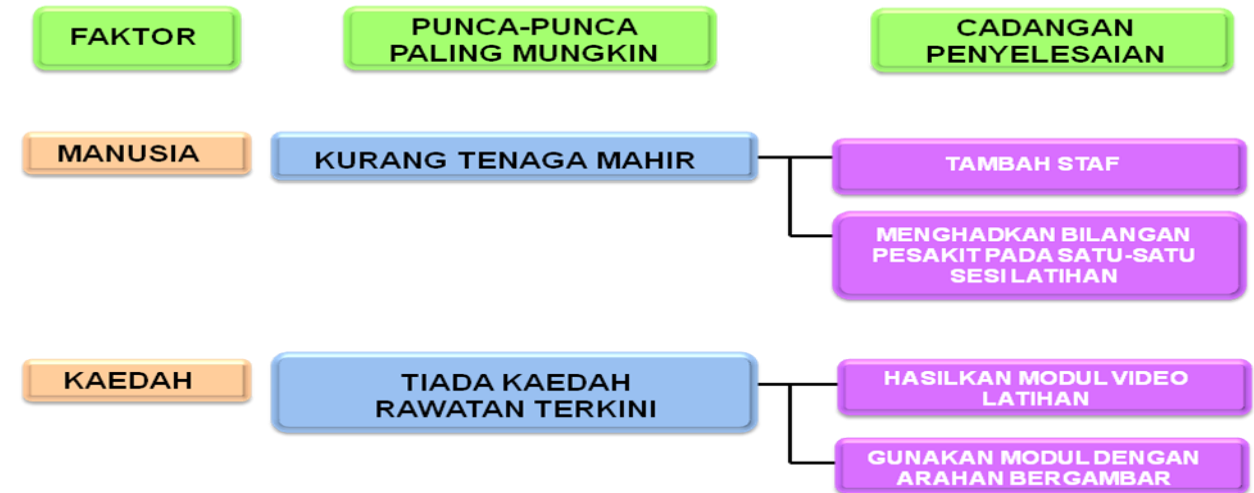 FAKTOR
PUNCA-PUNCA
PALING MUNGKIN
CADANGAN
PENYELESAIAN
MANUSIA
KURANG TENAGA MAHIR
TAMBAH STAF
MENGHADKAN BILANGAN
PESAKIT PADA SATU-SATU
SESI LATIHAN
KAEDAH
TIADA KAEDAH
RAWATAN TERKINI
HASILKAN MODUL VIDEO
LATIHAN
GUNAKAN MODUL DENGAN
ARAHAN BERGAMBAR